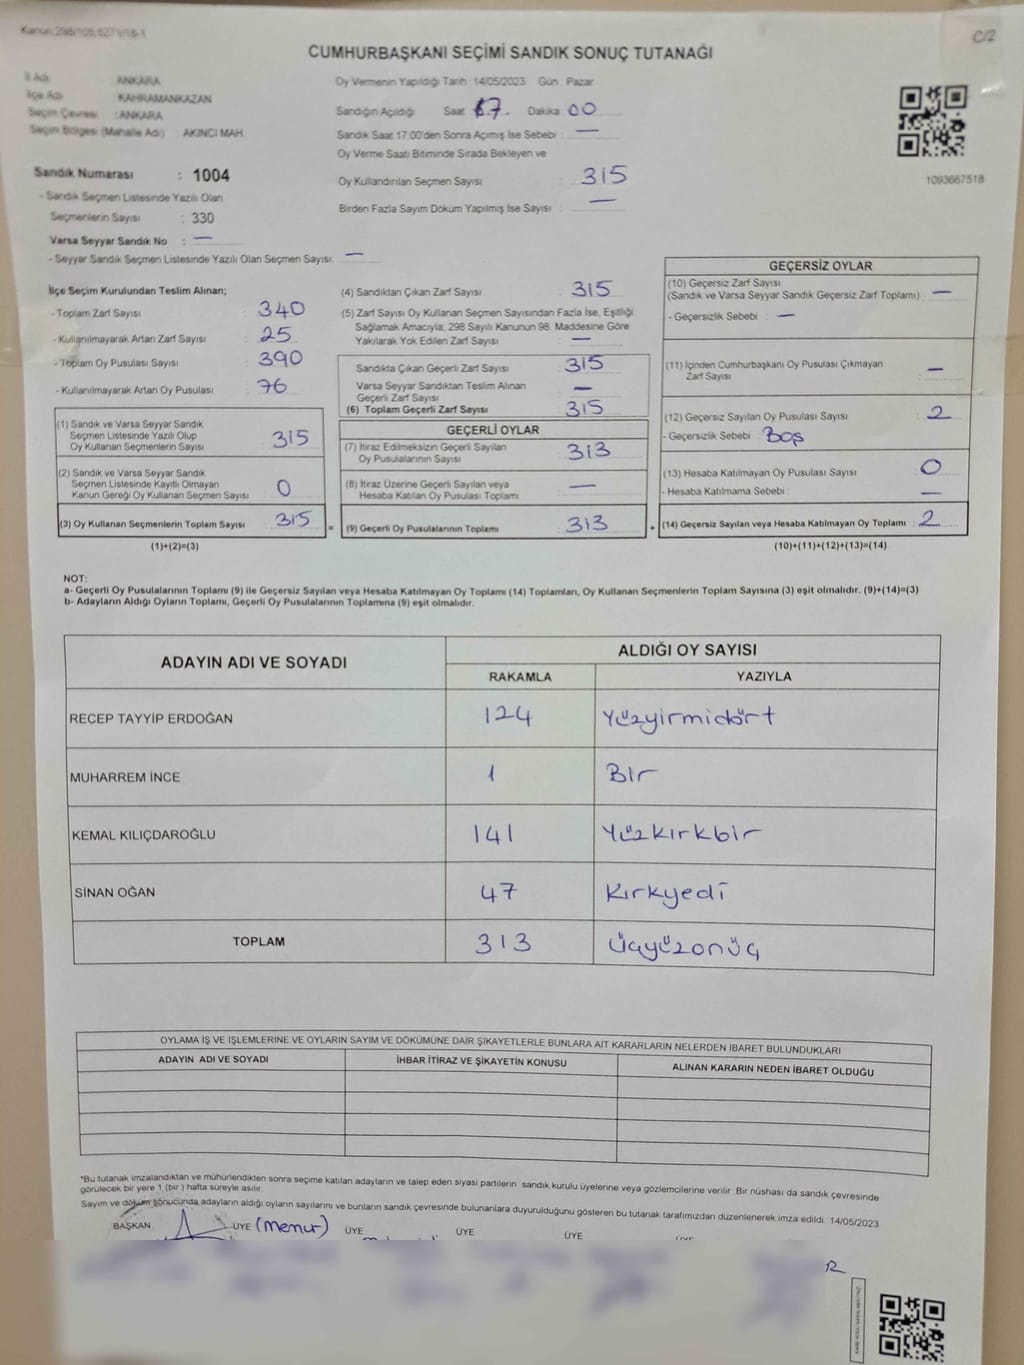 Kanun:298/105,6271/18-1
C/2
CUMHURBAŞKANI SEÇİMİ SANDIK SONUÇ TUTANAĞI
İl Adı : ANKARA
İlçe Adı : KAHRAMANKAZAN
Seçim Çevresi : ANKARA
Seçim Bölgesi (Mahalle Adı) : AKINCI MAH.
Sandık Numarası : 1004
- Sandık Seçmen Listesinde Yazılı Olan
Seçmenlerin Sayısı : 330
Varsa Seyyar Sandık No : —
- Seyyar Sandık Seçmen Listesinde Yazılı Olan Seçmen Sayısı: —
Oy Vermenin Yapıldığı Tarih :14/05/2023 Gün : Pazar
Sandığın Açıldığı Saat 17. Dakika 00
Sandık Saat 17:00'den Sonra Açımış İse Sebebi : —
Oy Verme Saati Bitiminde Sırada Bekleyen ve
Oy Kullandırılan Seçmen Sayısı : 315
Birden Fazla Sayım Döküm Yapılmış İse Sayısı : —
1093667518
İlçe Seçim Kurulundan Teslim Alınan;
- Toplam Zarf Sayısı : 340
- Kullanılmayarak Artan Zarf Sayısı : 25
- Toplam Oy Pusulası Sayısı : 390
- Kullanılmayarak Artan Oy Pusulası : 76
(1) Sandık ve Varsa Seyyar Sandık
Seçmen Listesinde Yazılı Olup
Oy Kullanan Seçmenlerin Sayısı : 315
(2) Sandık ve Varsa Seyyar Sandık
Seçmen Listesinde Kayıtlı Olmayan
Kanun Gereği Oy Kullanan Seçmen Sayısı : 0
(3) Oy Kullanan Seçmenlerin Toplam Sayısı : 315
(1)+(2)=(3)
(4) Sandıktan Çıkan Zarf Sayısı : 315
(5) Zarf Sayısı Oy Kullanan Seçmen Sayısından Fazla İse, Eşitliği
Sağlamak Amacıyla; 298 Sayılı Kanunun 98. Maddesine Göre
Yakılarak Yok Edilen Zarf Sayısı : —
Sandıkta Çıkan Geçerli Zarf Sayısı : 315
Varsa Seyyar Sandıktan Teslim Alınan
Geçerli Zarf Sayısı : —
(6) Toplam Geçerli Zarf Sayısı : 315
GEÇERLİ OYLAR
(7) İtiraz Edilmeksizin Geçerli Sayılan
Oy Pusulalarının Sayısı : 313
(8) İtiraz Üzerine Geçerli Sayılan veya
Hesaba Katılan Oy Pusulası Toplamı : —
= (9) Geçerli Oy Pusulalarının Toplamı : 313
GEÇERSİZ OYLAR
(10) Geçersiz Zarf Sayısı
(Sandık ve Varsa Seyyar Sandık Geçersiz Zarf Toplamı) : —
- Geçersizlik Sebebi : —
(11) İçinden Cumhurbaşkanı Oy Pusulası Çıkmayan
Zarf Sayısı : —
(12) Geçersiz Sayılan Oy Pusulası Sayısı : 2
- Geçersizlik Sebebi : Boş
(13) Hesaba Katılmayan Oy Pusulası Sayısı : 0
- Hesaba Katılmama Sebebi : —
+ (14) Geçersiz Sayılan veya Hesaba Katılmayan Oy Toplamı : 2
(10)+(11)+(12)+(13)=(14)
NOT:
a- Geçerli Oy Pusulalarının Toplamı (9) ile Geçersiz Sayılan veya Hesaba Katılmayan Oy Toplamı (14) Toplamları, Oy Kullanan Seçmenlerin Toplam Sayısına (3) eşit olmalıdır. (9)+(14)=(3)
b- Adayların Aldığı Oyların Toplamı, Geçerli Oy Pusulalarının Toplamına (9) eşit olmalıdır.
ADAYIN ADI VE SOYADI ALDIĞI OY SAYISI
RAKAMLA YAZIYLA
RECEP TAYYİP ERDOĞAN 124 Yüzyirmidört
MUHARREM İNCE 1 Bir
KEMAL KILIÇDAROĞLU 141 Yüzkırkbir
SİNAN OĞAN 47 Kırkyedi
TOPLAM 313 Üçyüzonüç
OYLAMA İŞ VE İŞLEMLERİNE VE OYLARIN SAYIM VE DÖKÜMÜNE DAİR ŞİKAYETLERLE BUNLARA AİT KARARLARIN NELERDEN İBARET BULUNDUKLARI
ADAYIN ADI VE SOYADI İHBAR İTİRAZ VE ŞİKAYETİN KONUSU ALINAN KARARIN NEDEN İBARET OLDUĞU
*Bu tutanak imzalandıktan ve mühürlendikten sonra seçime katılan adayların ve talep eden siyasi partilerin sandık kurulu üyelerine veya gözlemcilerine verilir .Bir nüshası da sandık çevresinde
görülecek bir yere 1 (bir ) hafta süreyle asılır.
Sayım ve döküm sonucunda adayların aldığı oyların sayılarını ve bunların sandık çevresinde bulunanlara duyurulduğunu gösteren bu tutanak tarafımızdan düzenlenerek imza edildi. 14/05/2023
BAŞKAN ÜYE (memur) ÜYE ÜYE ÜYE